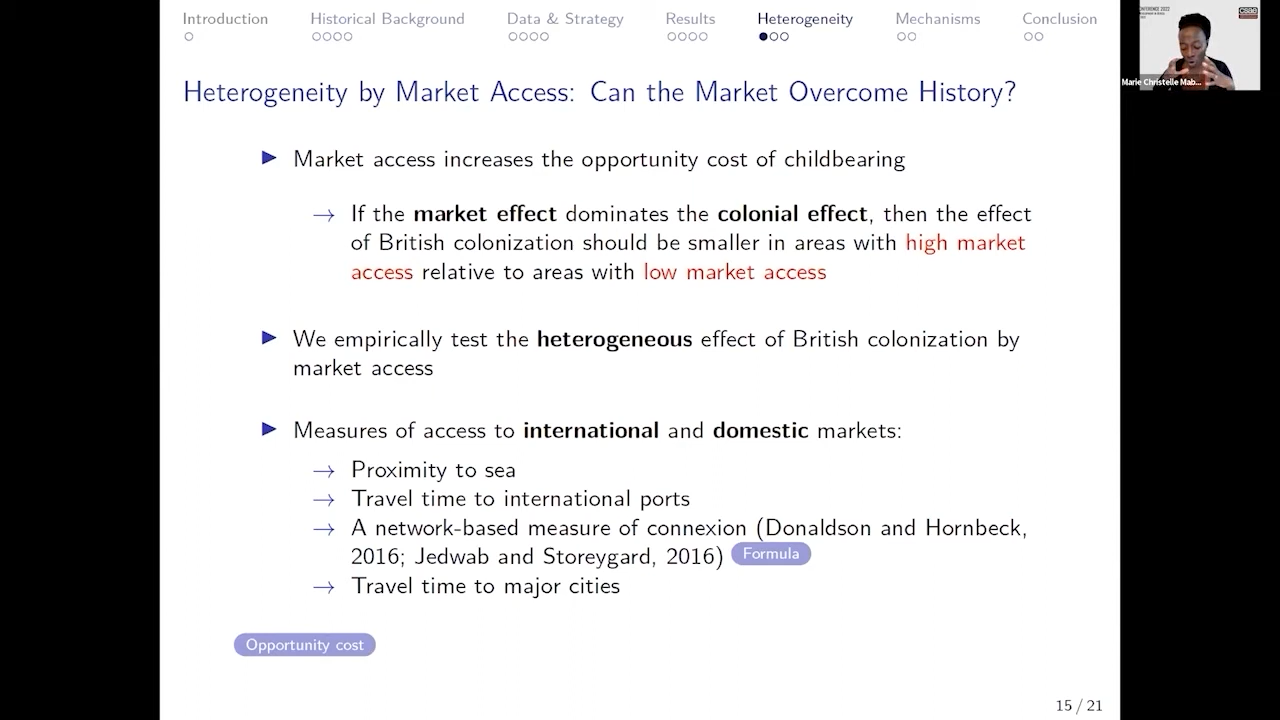 Introduction Historical Background Data & Strategy Results Heterogeneity Mechanisms Conclusion
CONFERENCE 2022
csae
Marie Christelle Mab...
Heterogeneity by Market Access: Can the Market Overcome History?
Market access increases the opportunity cost of childbearing
→ If the market effect dominates the colonial effect, then the effect
of British colonization should be smaller in areas with high market
access relative to areas with low market access
We empirically test the heterogeneous effect of British colonization by
market access
Measures of access to international and domestic markets:
→ Proximity to sea
→ Travel time to international ports
→ A network-based measure of connexion (Donaldson and Hornbeck,
2016; Jedwab and Storeygard, 2016) Formula
→ Travel time to major cities
Opportunity cost
15 / 21